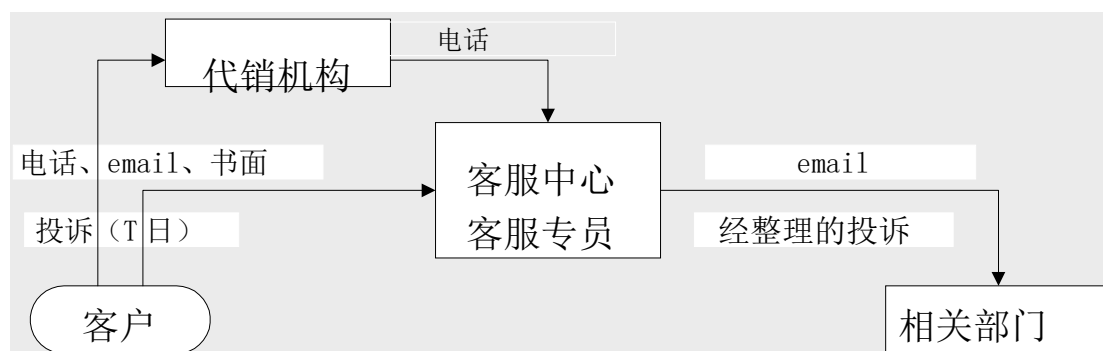 电话
代销机构
电话、email、书面
投诉（T日）
客服中心
客服专员
email
经整理的投诉
客户
相关部门